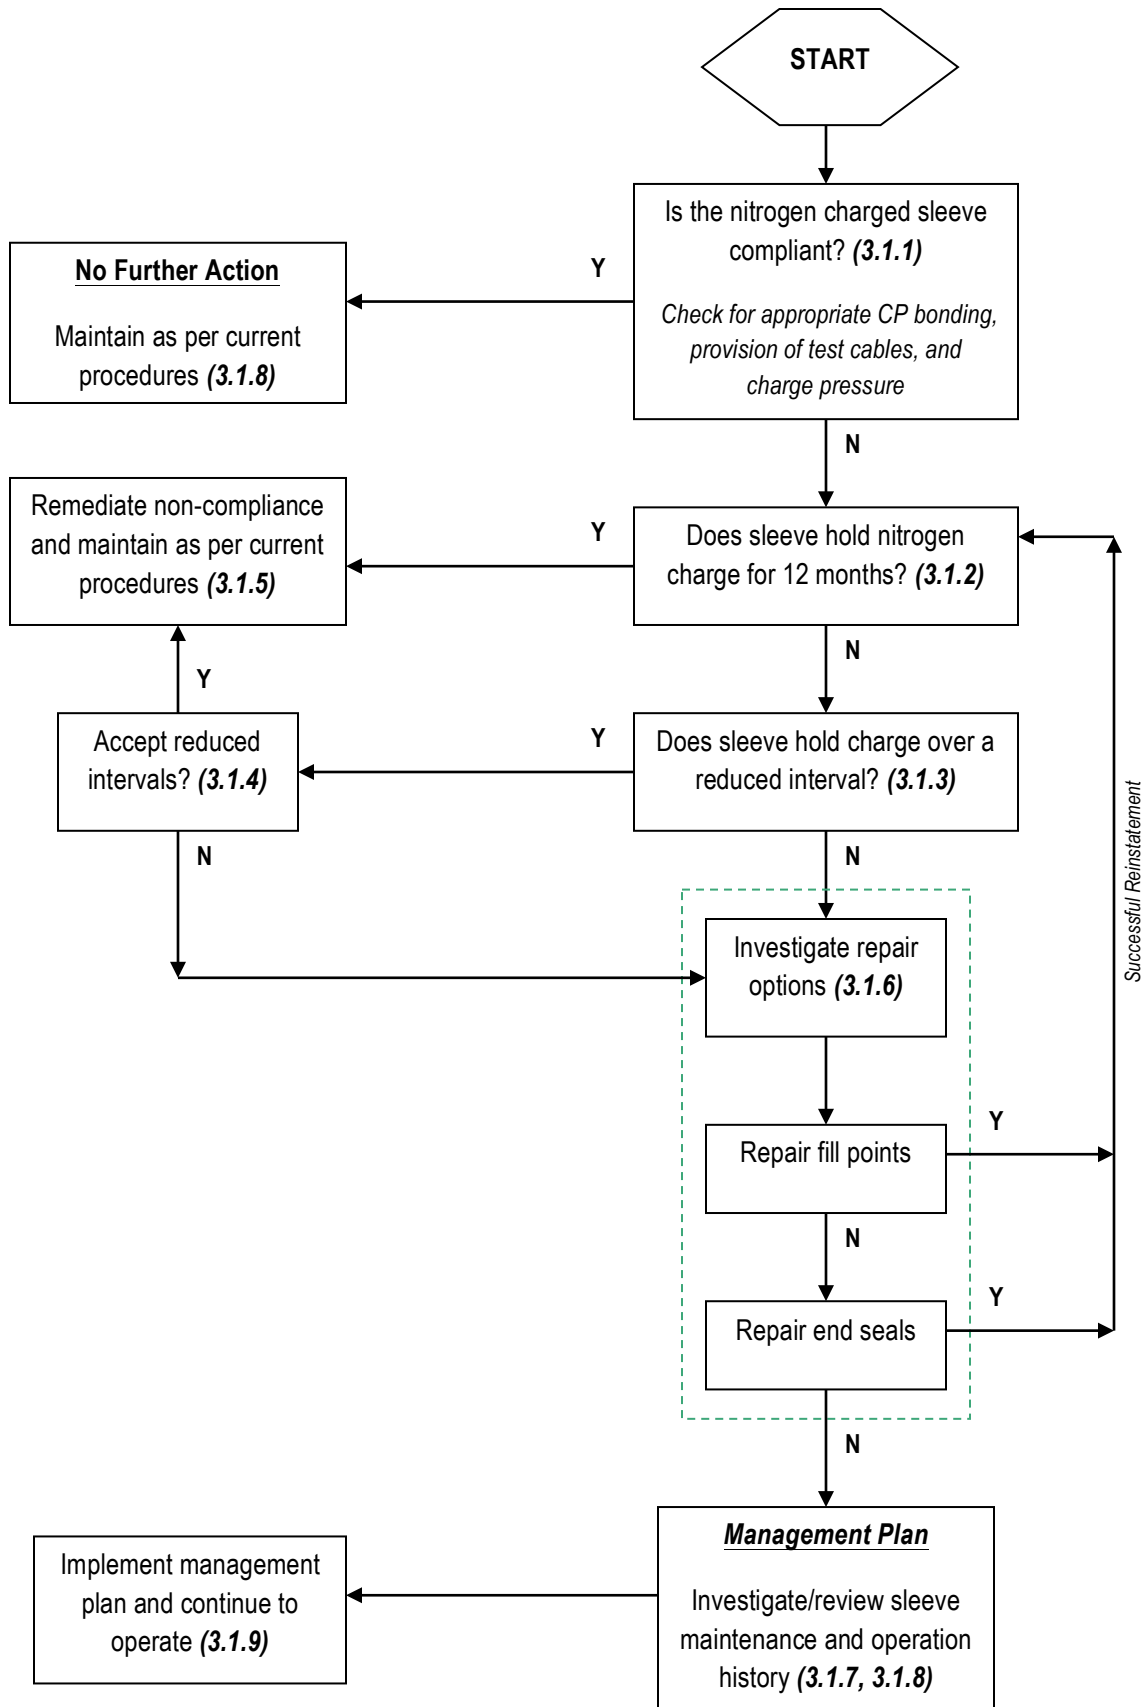 START
Is the nitrogen charged sleeve
compliant? (3.1.1)
Check for appropriate CP bonding,
provision of test cables, and
charge pressure
Y
No Further Action
Maintain as per current
procedures (3.1.8)
N
Does sleeve hold nitrogen
charge for 12 months? (3.1.2)
Y
Remediate non-compliance
and maintain as per current
procedures (3.1.5)
N
Does sleeve hold charge over a
reduced interval? (3.1.3)
Y
Accept reduced
intervals? (3.1.4)
Y
N
N
Investigate repair
options (3.1.6)
Repair fill points
Y
N
Repair end seals
Y
Successful Reinstatement
N
Management Plan
Investigate/review sleeve
maintenance and operation
history (3.1.7, 3.1.8)
Implement management
plan and continue to
operate (3.1.9)